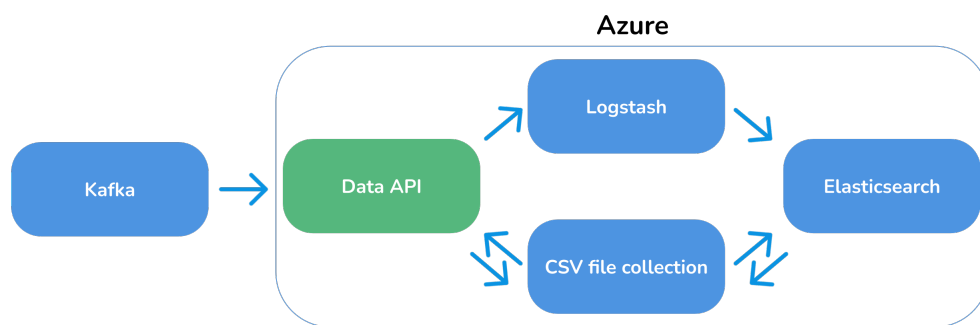 Azure
Logstash
Kafka
Data API
Elasticsearch
CSV file collection